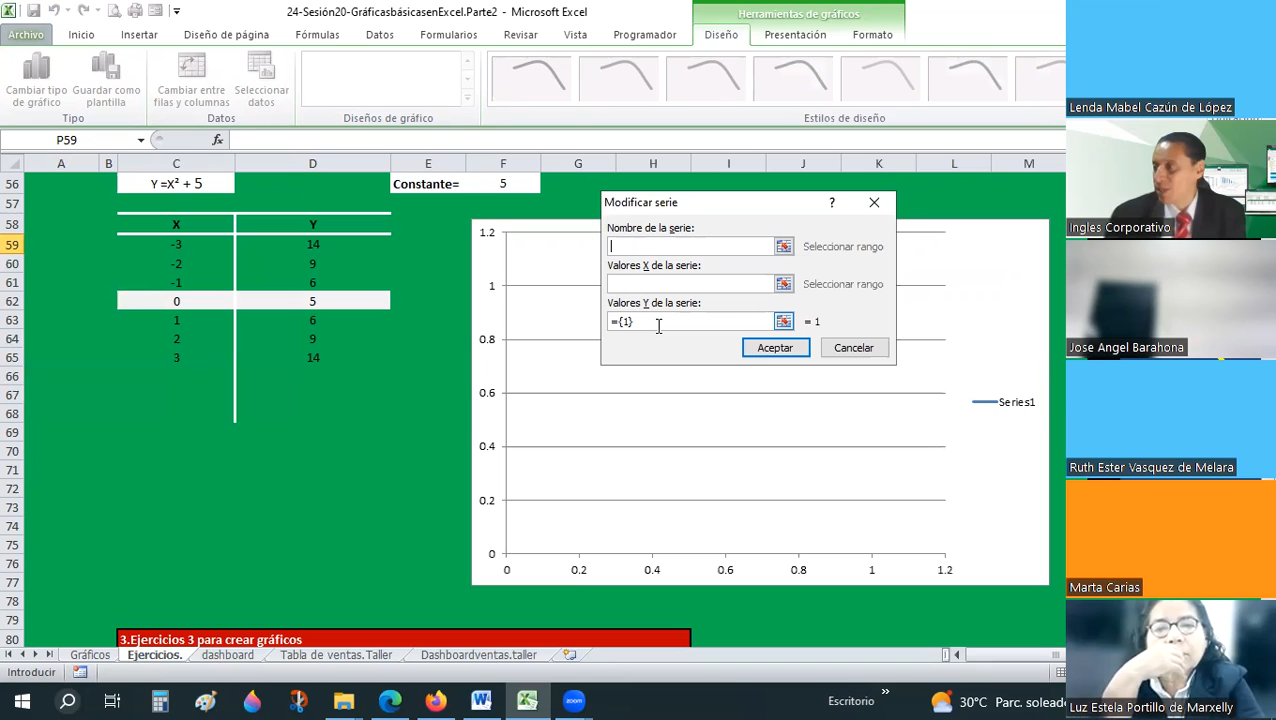 24-Sesión20-GráficasbásicasenExcel.Parte2 - Microsoft Excel
Herramientas de gráficos
Archivo Inicio Insertar Diseño de página Fórmulas Datos Formularios Revisar Vista Programador Diseño Presentación Formato
Cambiar tipo de gráfico Guardar como plantilla Cambiar entre filas y columnas Seleccionar datos
Tipo Datos Diseños de gráfico Estilos de diseño
P59 fx
A B C D E F G H I J K L M
56 Y =X² + 5 Constante= 5
57
58 X Y
59 -3 14
60 -2 9
61 -1 6
62 0 5
63 1 6
64 2 9
65 3 14
66
67
68
69
70
71
72
73
74
75
76
77
78
79
80 3.Ejercicios 3 para crear gráficos
Modificar serie ?
Nombre de la serie:
Seleccionar rango
Valores X de la serie:
Seleccionar rango
Valores Y de la serie:
={1} = 1
Aceptar Cancelar
1.2
1
0.8
0.6
0.4
0.2
0
0 0.2 0.4 0.6 0.8 1 1.2
Series1
Gráficos Ejercicios. dashboard Tabla de ventas.Taller Dashboardventas.taller
Introducir
Escritorio » 30°C Parc. soleado
zoom
Lenda Mabel Cazún de López
Ingles Corporativo
Jose Angel Barahona
Ruth Ester Vasquez de Melara
Marta Carias
Luz Estela Portillo de Marxelly